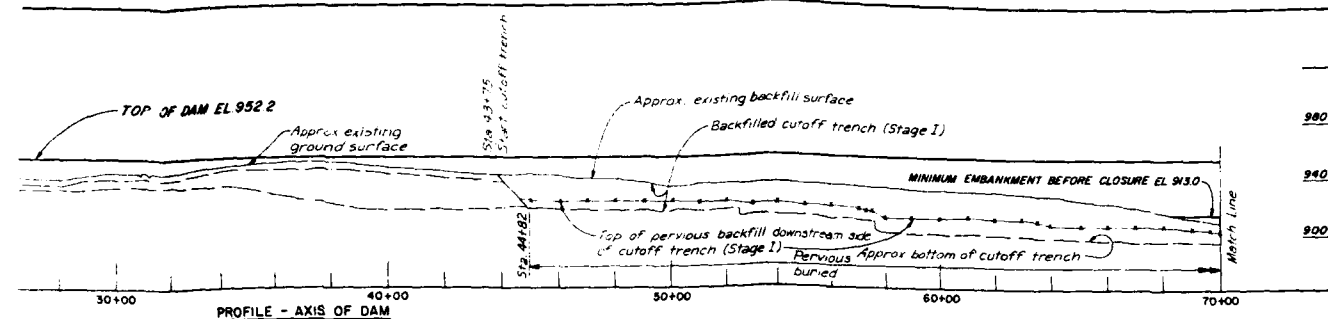 Sta. 43+75
Start cutoff trench
TOP OF DAM EL. 952.2
Approx. existing backfill surface
980
Approx existing
ground surface
Backfilled cutoff trench (Stage I)
MINIMUM EMBANKMENT BEFORE CLOSURE EL 913.0
940
Top of pervious backfill downstream side
of cutoff trench (Stage I)
Sta. 44+82
Pervious
buried
Approx bottom of cutoff trench
900
Match Line
30+00
40+00
50+00
60+00
70+00
PROFILE - AXIS OF DAM